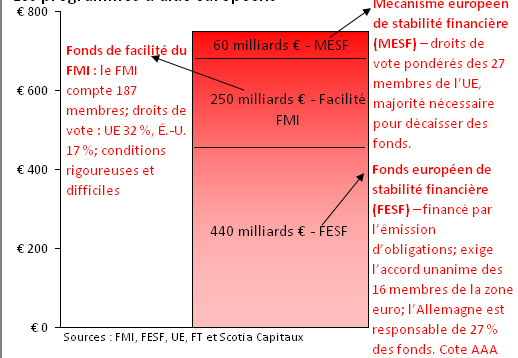 Les programmes d'aide européens
€ 800
€ 600
€ 400
€ 200
€ 0
Fonds de facilité du
FMI : le FMI
compte 187
membres; droits de
vote : UE 32 %, É.-U.
17 %; conditions
rigoureuses et
difficiles
60 milliards € - MESF
250 milliards € - Facilité
FMI
440 milliards € - FESF
Mécanisme européen
de stabilité financière
(MESF) – droits de
vote pondérés des 27
membres de l'UE,
majorité nécessaire
pour décaisser des
fonds.
Fonds européen de
stabilité financière
(FESF) – financé par
l'émission
d'obligations; exige
l'accord unanime des
16 membres de la zone
euro; l'Allemagne est
responsable de 27 %
des fonds. Cote AAA
Sources : FMI, FESF, UE, FT et Scotia Capitaux